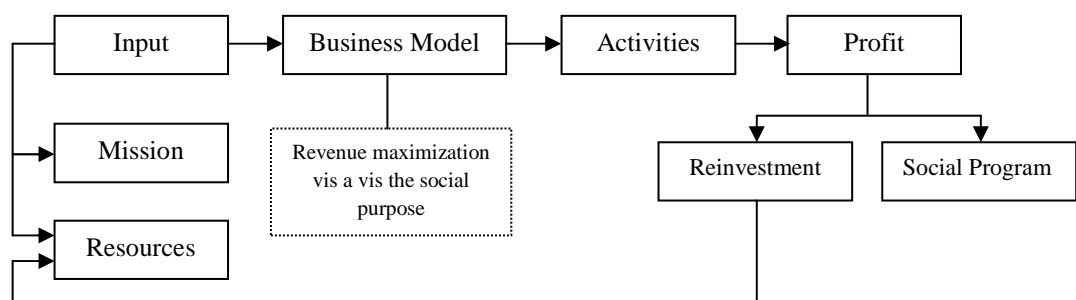 Input
Business Model
Activities
Profit
Mission
Revenue maximization
vis a vis the social
purpose
Reinvestment
Social Program
Resources